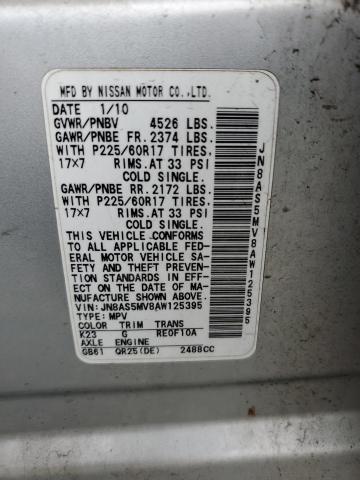 MFD BY NISSAN MOTOR CO.,LTD.
DATE 1/10
GVWR/PNBV 4526 LBS.
GAWR/PNBE FR. 2374 LBS.
WITH P225/60R17 TIRES.
17×7 RIMS.AT 33 PSI
COLD SINGLE.
GAWR/PNBE RR. 2172 LBS.
WITH P225/60R17 TIRES.
17×7 RIMS.AT 33 PSI
COLD SINGLE.
THIS VEHICLE CONFORMS
TO ALL APPLICABLE FED-
ERAL MOTOR VEHICLE SA-
FETY AND THEFT PREVEN-
TION STANDARDS IN EFF-
ECT ON THE DATE OF MA-
NUFACTURE SHOWN ABOVE.
VIN:JN8AS5MV8AW125395
TYPE: MPV
COLOR TRIM TRANS
K23 G RE0F10A
AXLE ENGINE
GB61 QR25(DE) 2488CC
JN8AS5MV8AW125395